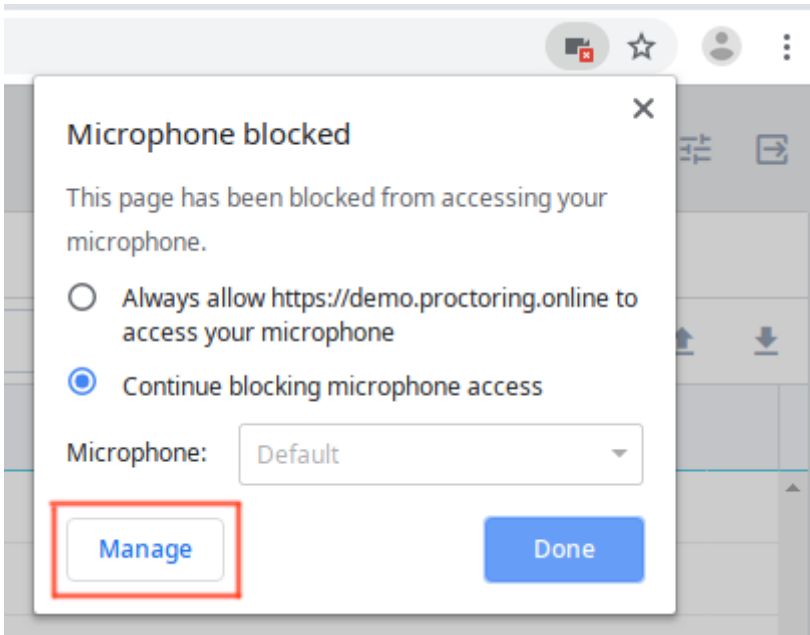 Microphone blocked
This page has been blocked from accessing your
microphone.
Always allow https://demo.proctoring.online to
access your microphone
Continue blocking microphone access
Microphone: Default
Manage Done